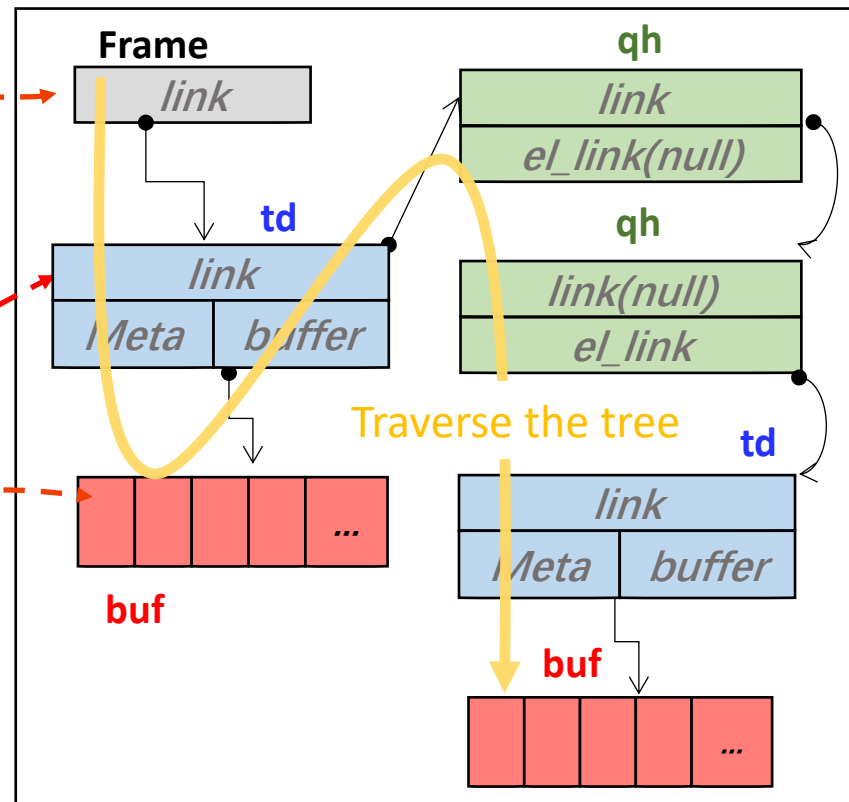 Frame
link
td
link
Meta buffer
...
buf
qh
link
el_link(null)
qh
link(null)
el_link
Traverse the tree
td
link
Meta buffer
buf
...